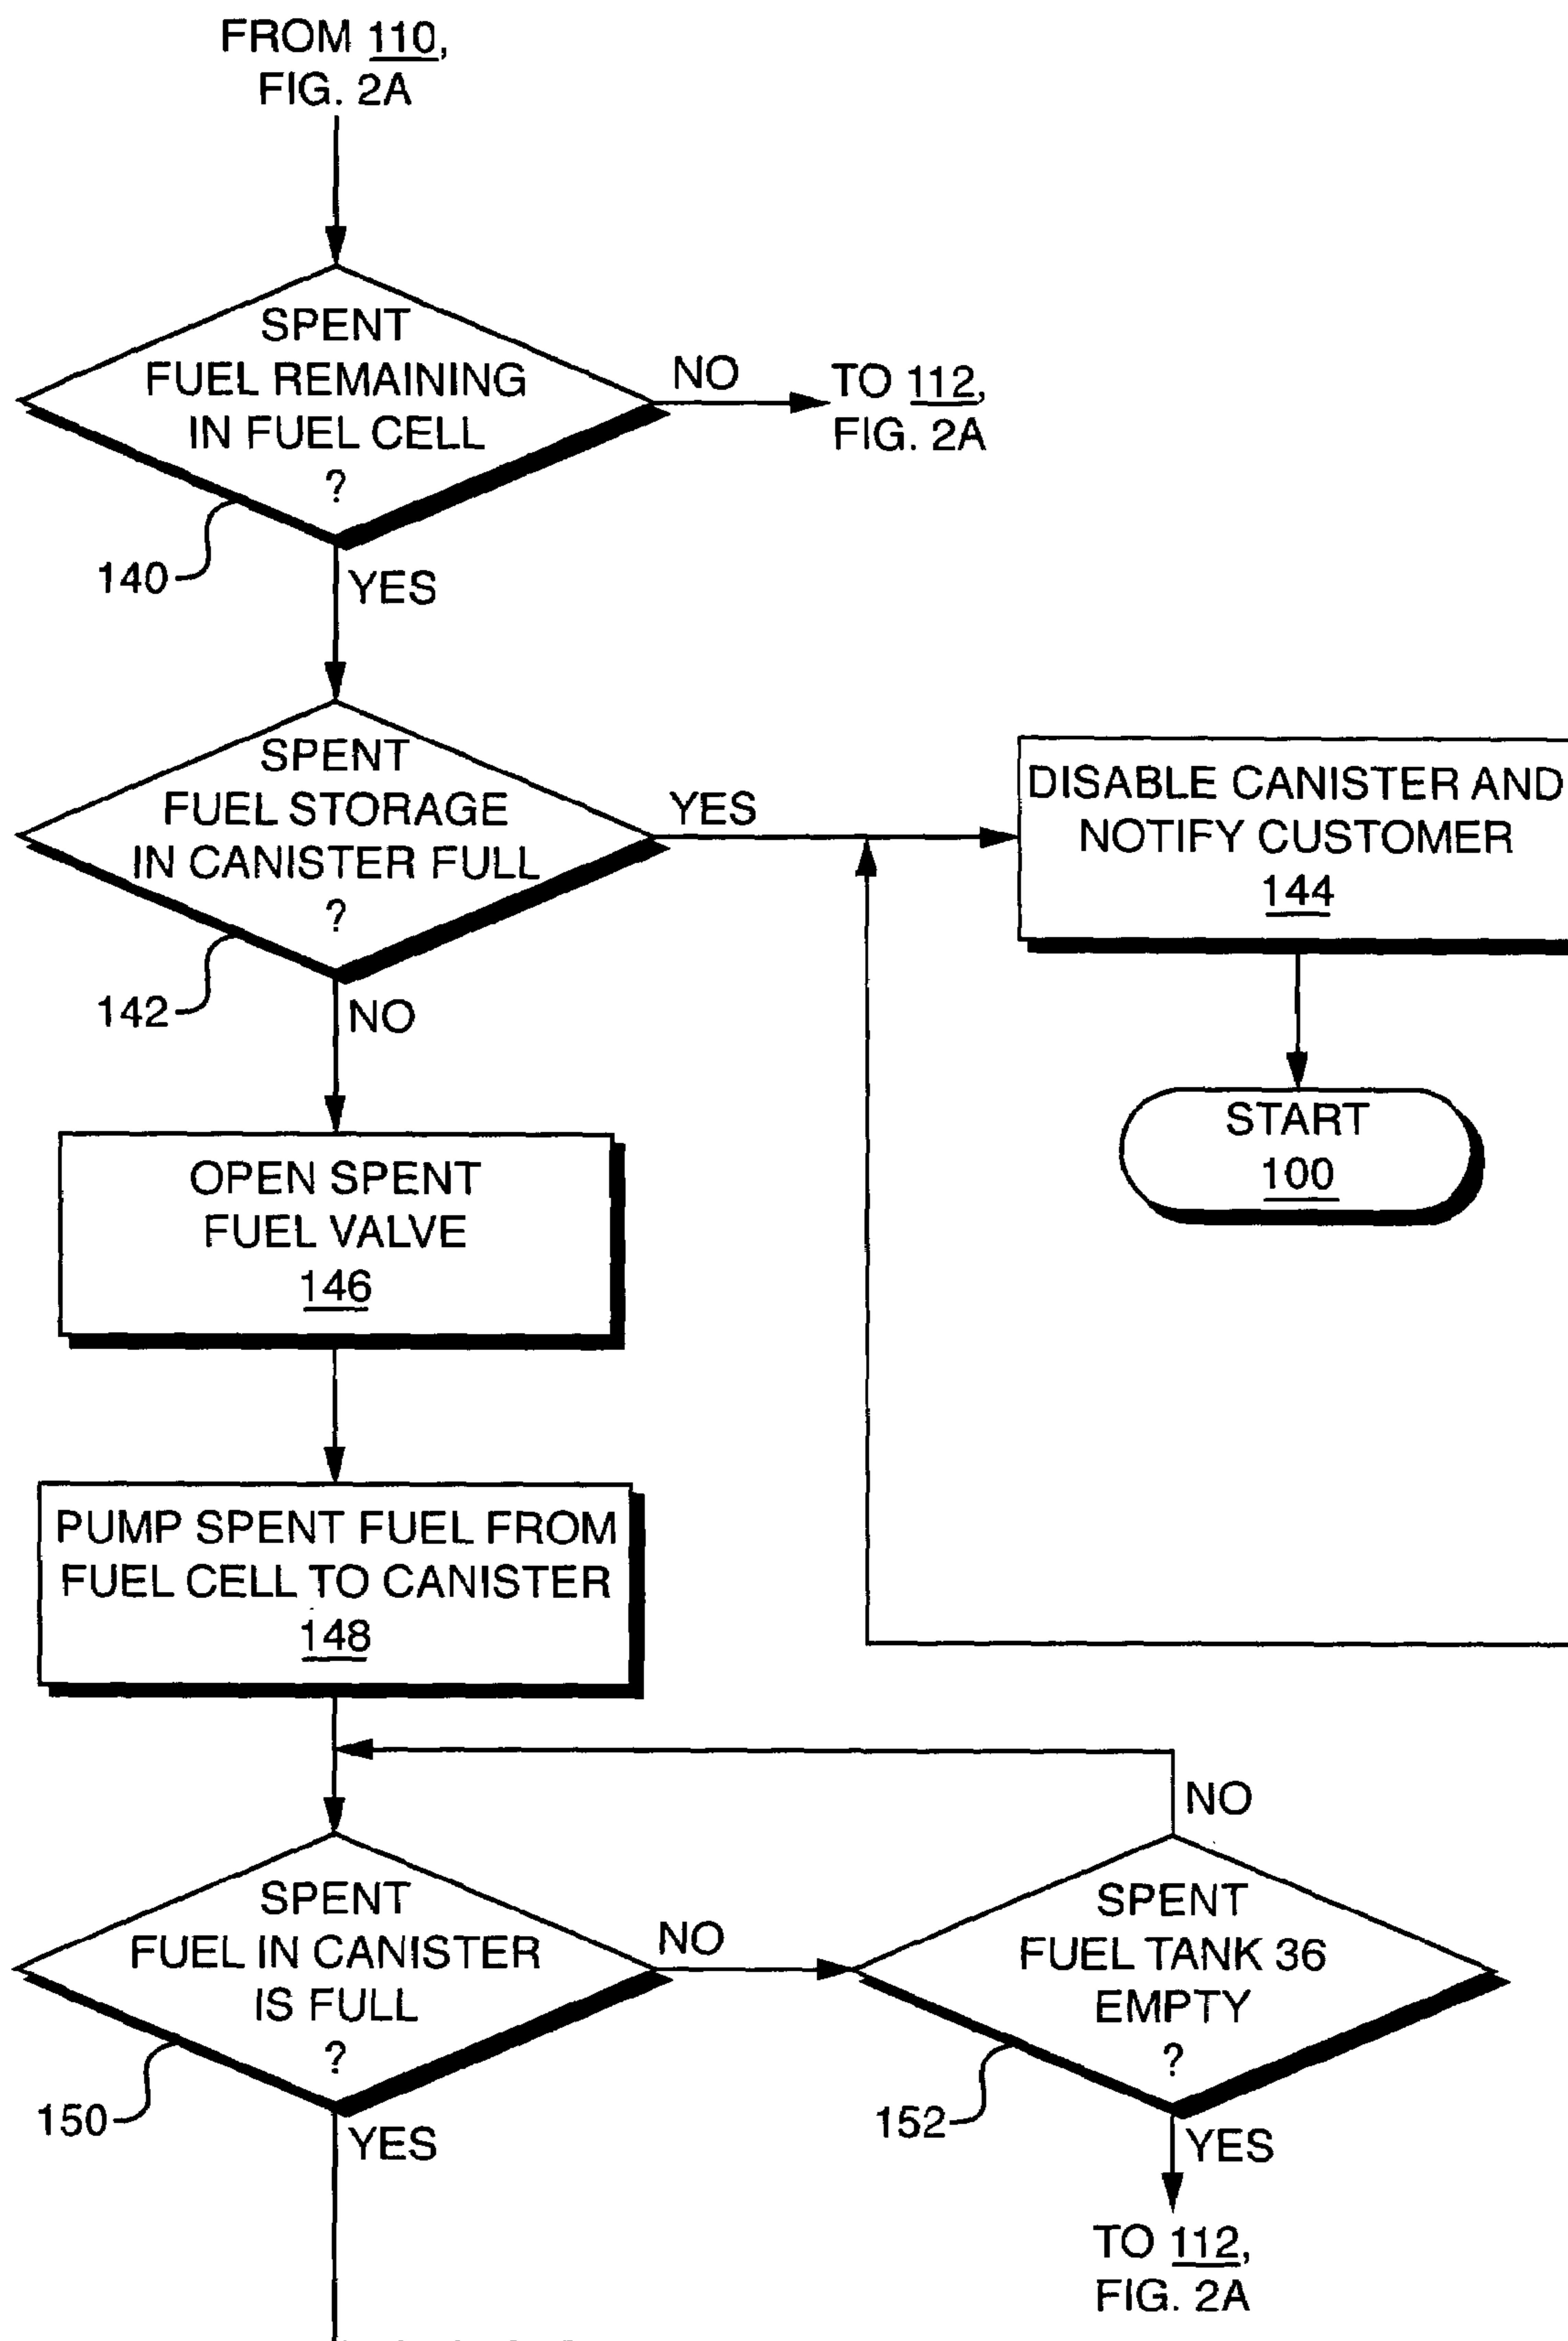 FROM 110,
FIG. 2A
SPENT
FUEL REMAINING
IN FUEL CELL
?
NO
TO 112,
FIG. 2A
140
YES
SPENT
FUEL STORAGE
IN CANISTER FULL
?
YES
DISABLE CANISTER AND
NOTIFY CUSTOMER
144
142
NO
START
100
OPEN SPENT
FUEL VALVE
146
PUMP SPENT FUEL FROM
FUEL CELL TO CANISTER
148
NO
SPENT
FUEL IN CANISTER
IS FULL
?
NO
SPENT
FUEL TANK 36
EMPTY
?
150
YES
152
YES
TO 112,
FIG. 2A